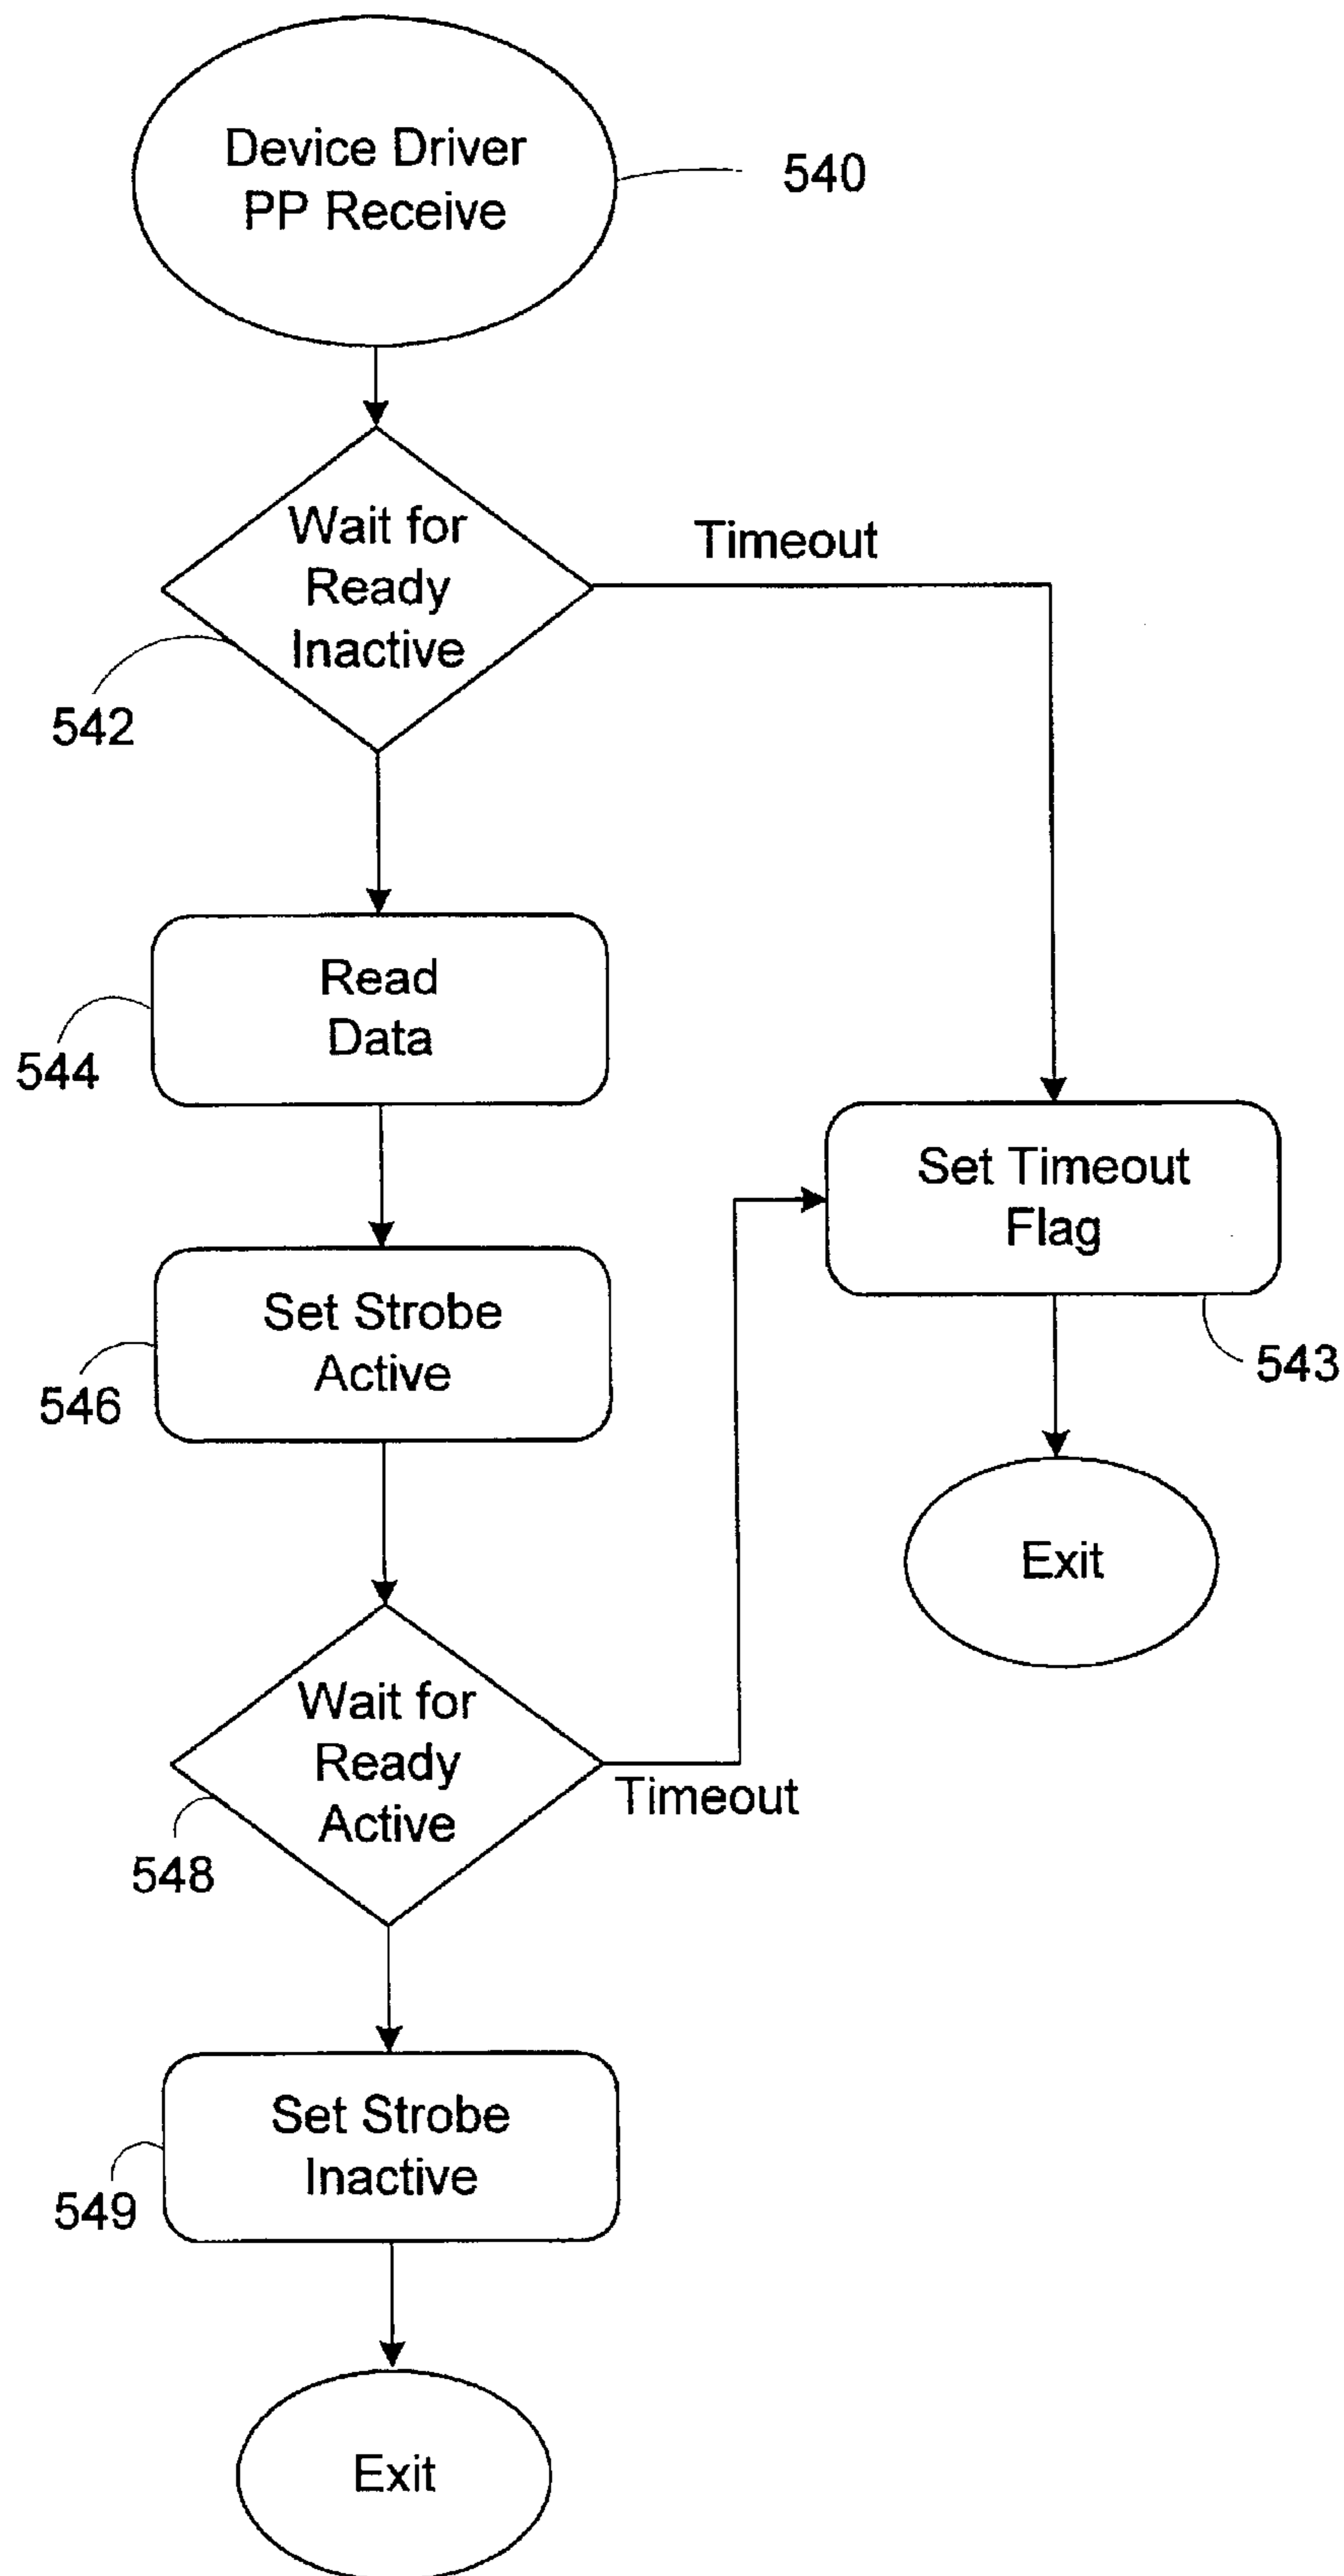 Device Driver
PP Receive
540
Wait for
Ready
Inactive
Timeout
542
Read
Data
544
Set Timeout
Flag
543
Set Strobe
Active
546
Exit
Wait for
Ready
Active
Timeout
548
Set Strobe
Inactive
549
Exit